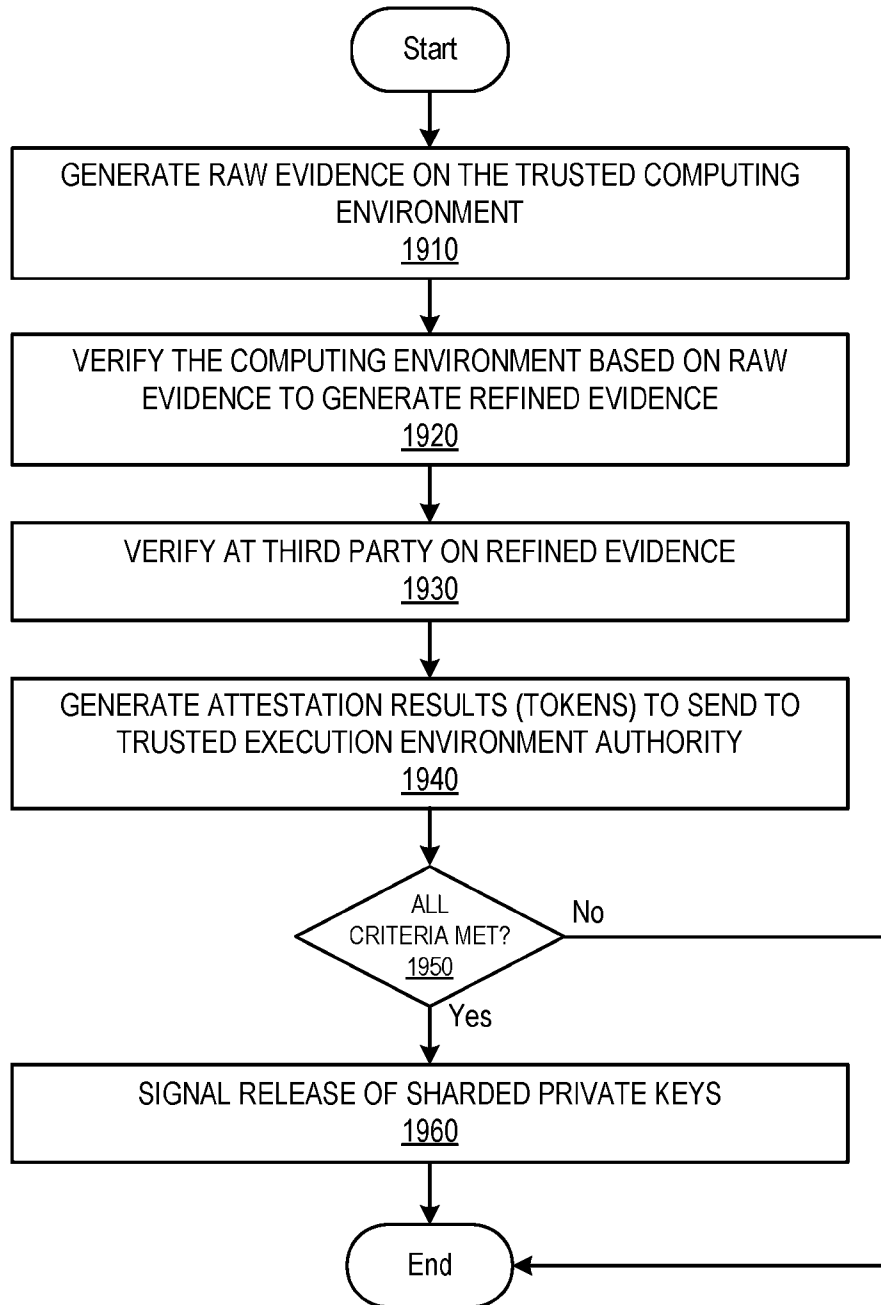 Start
GENERATE RAW EVIDENCE ON THE TRUSTED COMPUTING
ENVIRONMENT
1910
VERIFY THE COMPUTING ENVIRONMENT BASED ON RAW
EVIDENCE TO GENERATE REFINED EVIDENCE
1920
VERIFY AT THIRD PARTY ON REFINED EVIDENCE
1930
GENERATE ATTESTATION RESULTS (TOKENS) TO SEND TO
TRUSTED EXECUTION ENVIRONMENT AUTHORITY
1940
ALL
CRITERIA MET?
1950
No
Yes
SIGNAL RELEASE OF SHARDED PRIVATE KEYS
1960
End